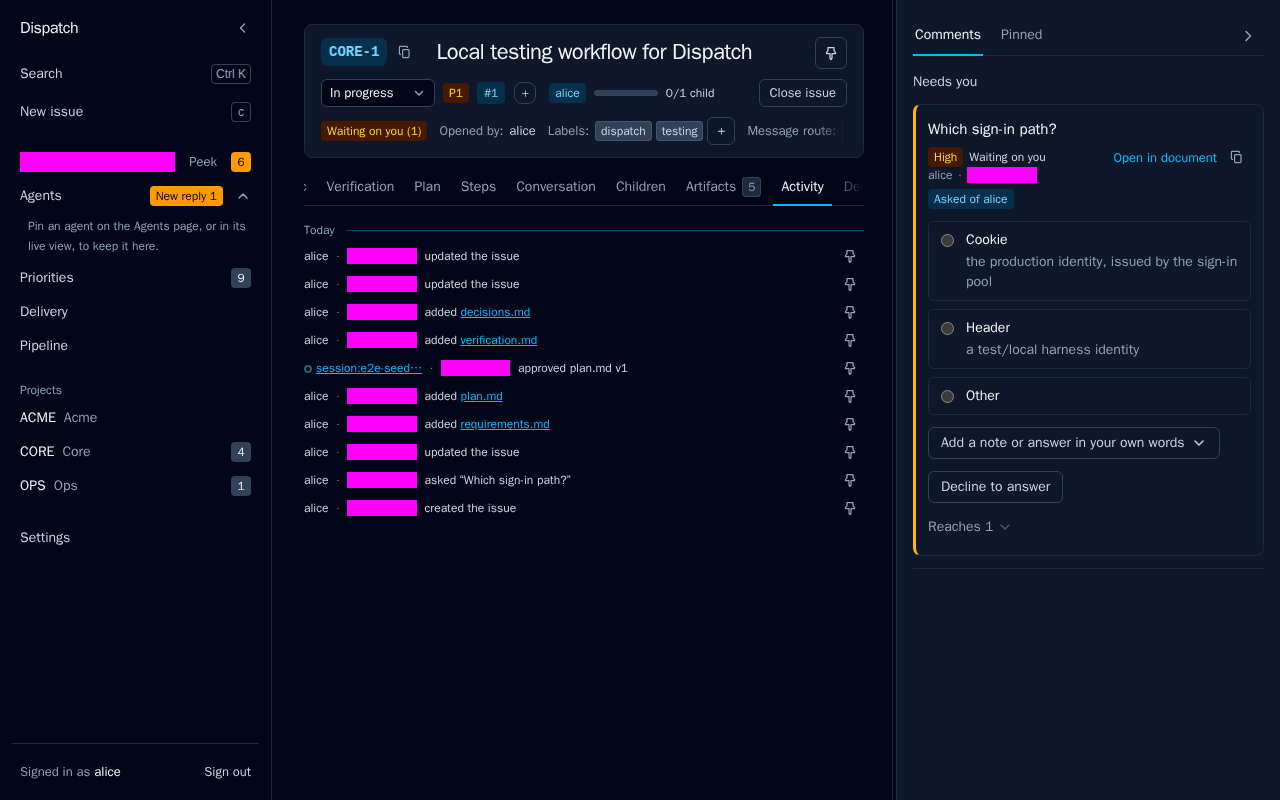 Dispatch
Search
Ctrl K
New issue
c
Peek
6
Agents
New reply 1
Pin an agent on the Agents page, or in its
live view, to keep it here.
Priorities
9
Delivery
Pipeline
Projects
ACME Acme
CORE Core
4
OPS Ops
1
Settings
Signed in as alice
Sign out
CORE-1
Local testing workflow for Dispatch
In progress
P1
#1
+
alice
0/1 child
Close issue
Waiting on you (1)
Opened by: alice
Labels:
dispatch
testing
+
Message route:
Verification
Plan
Steps
Conversation
Children
Artifacts 5
Activity
Today
alice · updated the issue
alice · updated the issue
alice · added decisions.md
alice · added verification.md
session:e2e-seed… · approved plan.md v1
alice · added plan.md
alice · added requirements.md
alice · updated the issue
alice · asked “Which sign-in path?”
alice · created the issue
Comments
Pinned
Needs you
Which sign-in path?
High
Waiting on you
Open in document
alice ·
Asked of alice
Cookie
the production identity, issued by the sign-in
pool
Header
a test/local harness identity
Other
Add a note or answer in your own words
Decline to answer
Reaches 1